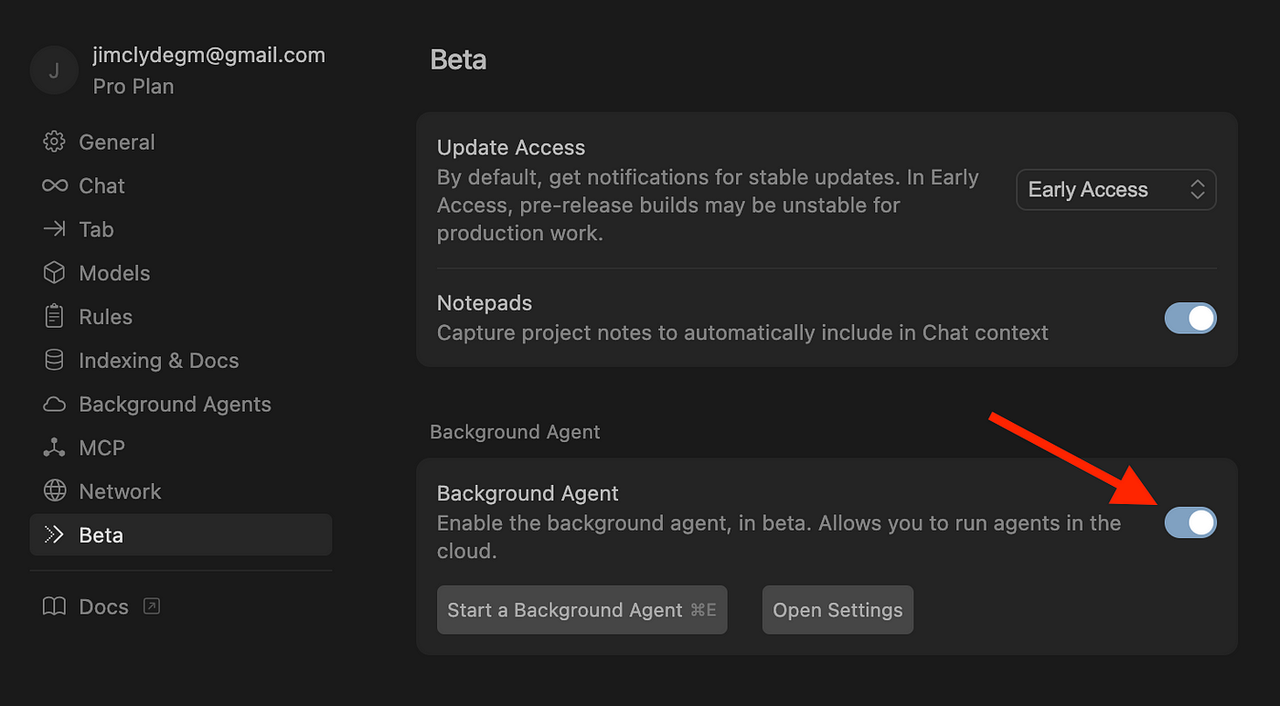 J
jimclydegm@gmail.com
Pro Plan
General
Chat
Tab
Models
Rules
Indexing & Docs
Background Agents
MCP
Network
Beta
Docs
Beta
Update Access
By default, get notifications for stable updates. In Early
Access, pre-release builds may be unstable for
production work.
Early Access
Notepads
Capture project notes to automatically include in Chat context
Background Agent
Background Agent
Enable the background agent, in beta. Allows you to run agents in the
cloud.
Start a Background Agent ⌘E
Open Settings